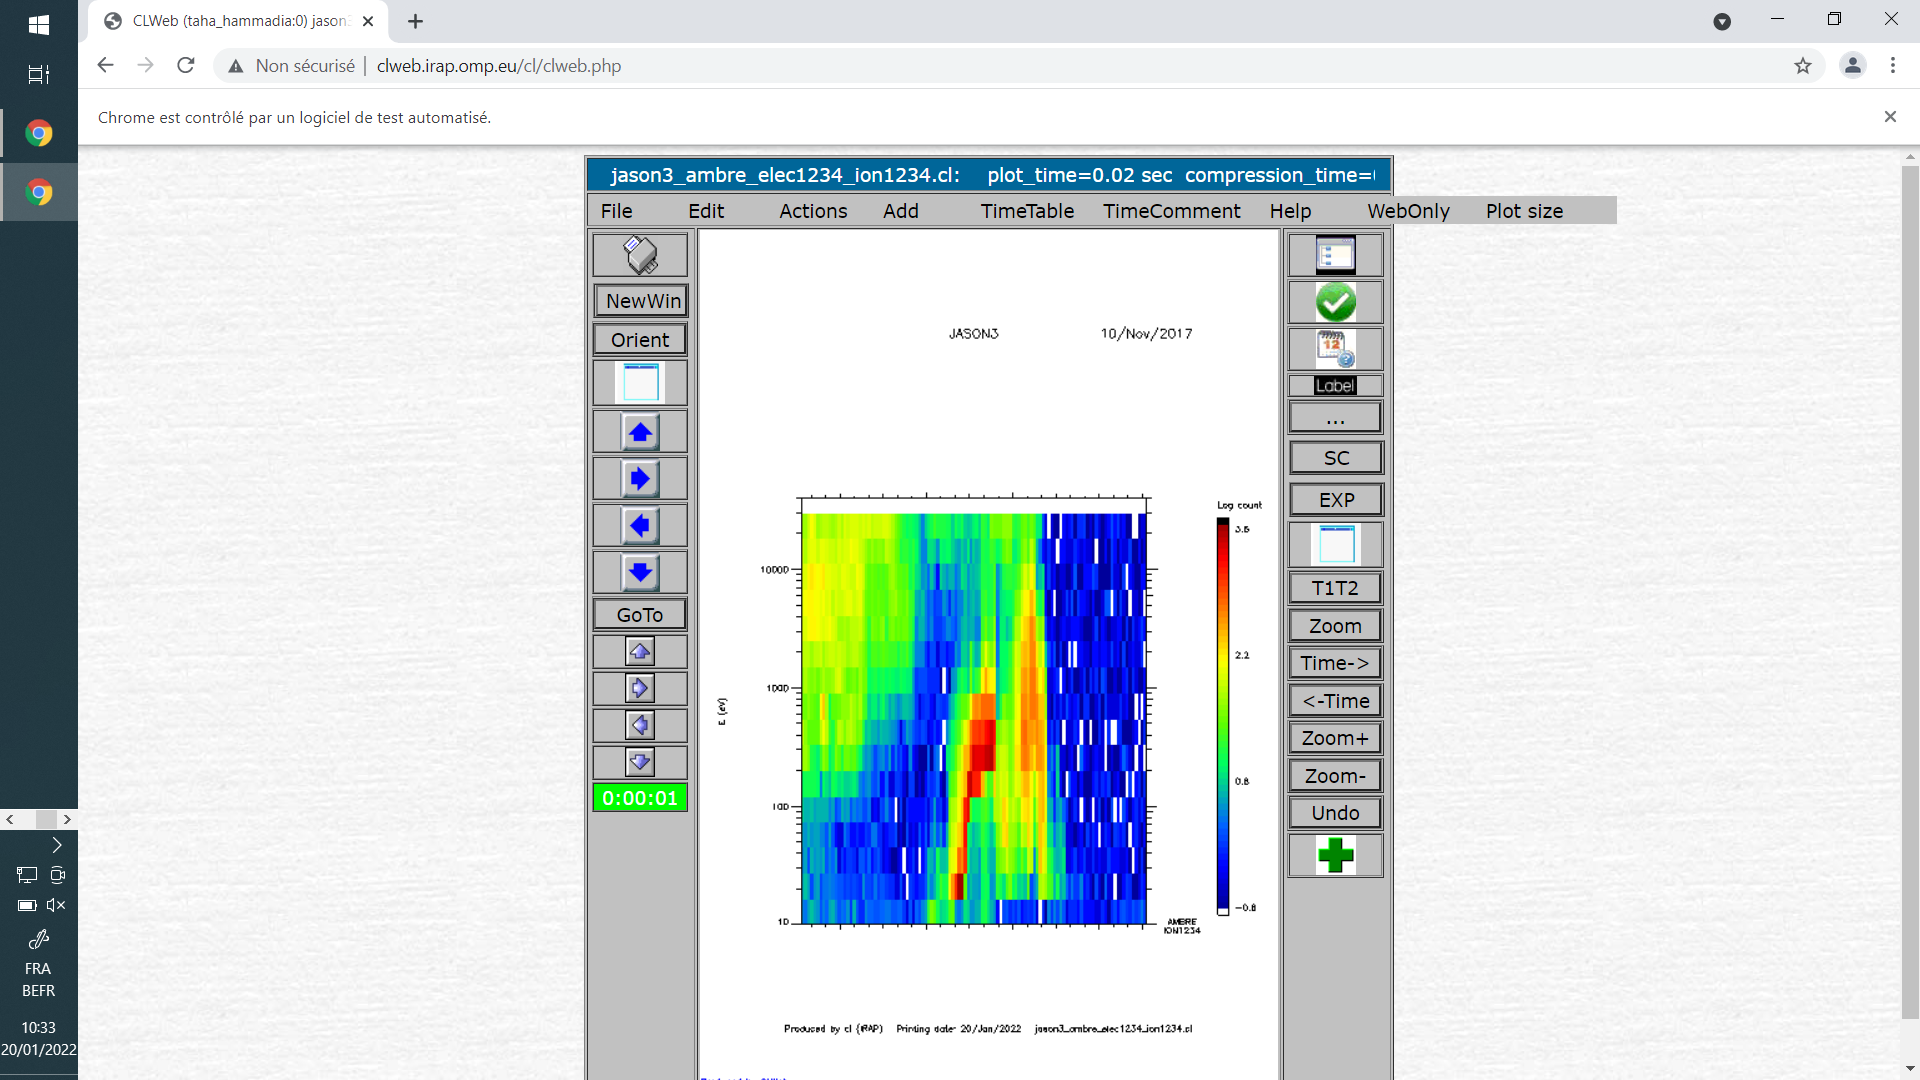 CLWeb (taha_hammadia:0) jason3
Non sécurisé | clweb.irap.omp.eu/cl/clweb.php
Chrome est contrôlé par un logiciel de test automatisé.
jason3_ambre_elec1234_ion1234.cl: plot_time=0.02 sec compression_time=
File Edit Actions Add TimeTable TimeComment Help WebOnly Plot size
NewWin
Orient
GoTo
0:00:01
JASON3 10/Nov/2017
Log count
3.5
2.2
0.8
-0.8
10000
1000
100
10
E (eV)
AMBRE
ION1234
Produced by cl (IRAP) Printing date: 20/Jan/2022 jason3_ambre_elec1234_ion1234.cl
12
Label
...
SC
EXP
T1T2
Zoom
Time->
<-Time
Zoom+
Zoom-
Undo
FRA
BEFR
10:33
20/01/2022